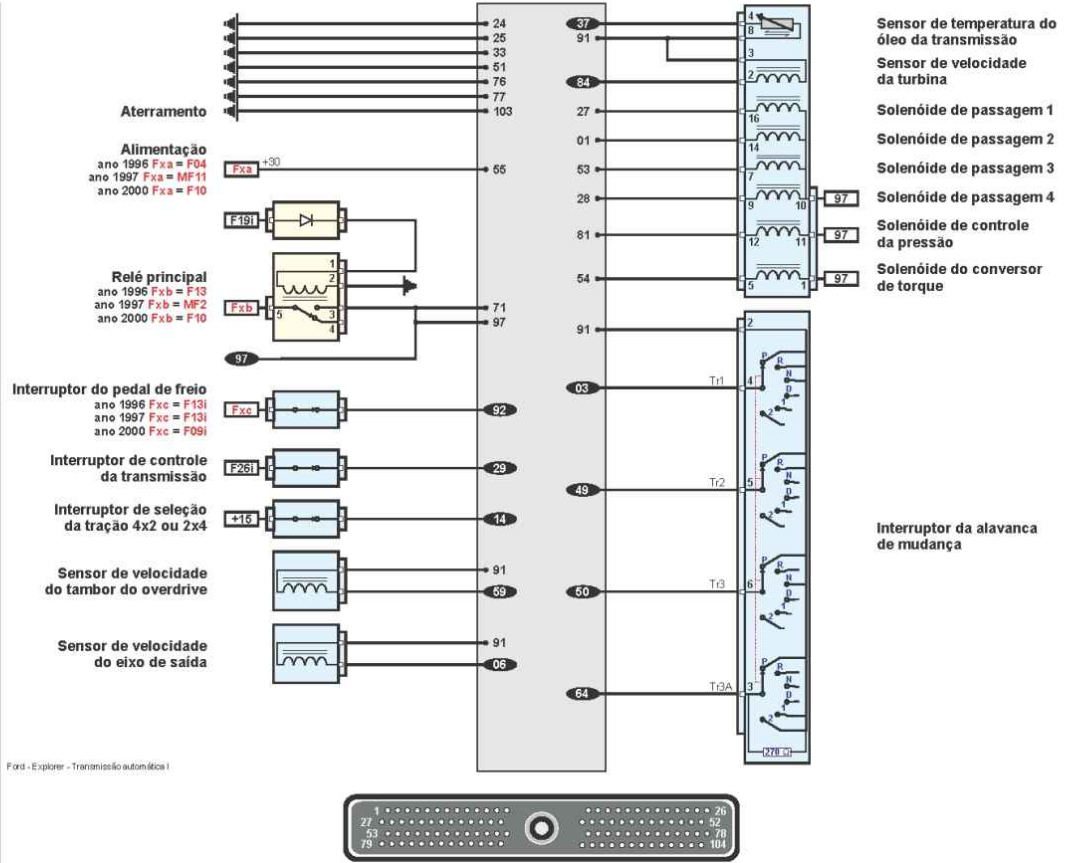 24
25
33
51
76
77
103
Aterramento
Alimentação
ano 1996 Fxa = F04
ano 1997 Fxa = MF11
ano 2000 Fxa = F10
Fxa
+30
55
F19i
Relé principal
ano 1996 Fxb = F13
ano 1997 Fxb = MF2
ano 2000 Fxb = F10
Fxb
1
2
5
3
4
71
97
97
Interruptor do pedal de freio
ano 1996 Fxc = F13i
ano 1997 Fxc = F13i
ano 2000 Fxc = F09i
Fxc
92
Interruptor de controle
da transmissão
F26i
29
Interruptor de seleção
da tração 4x2 ou 2x4
+15
14
Sensor de velocidade
do tambor do overdrive
91
59
Sensor de velocidade
do eixo de saída
91
06
37
91
84
27
01
53
28
81
54
91
03
49
50
64
4
8
3
2
16
14
7
9
10
12
11
5
1
97
97
97
Sensor de temperatura do
óleo da transmissão
Sensor de velocidade
da turbina
Solenóide de passagem 1
Solenóide de passagem 2
Solenóide de passagem 3
Solenóide de passagem 4
Solenóide de controle
da pressão
Solenóide do conversor
de torque
2
Tr1
4
P
R
N
D
1
2
Tr2
5
P
R
N
D
1
2
Tr3
6
P
R
N
D
1
2
Tr3A
3
P
R
N
D
1
2
270 Ω
Interruptor da alavanca
de mudança
Ford - Explorer - Transmissão automática I
1
26
27
52
53
78
79
104